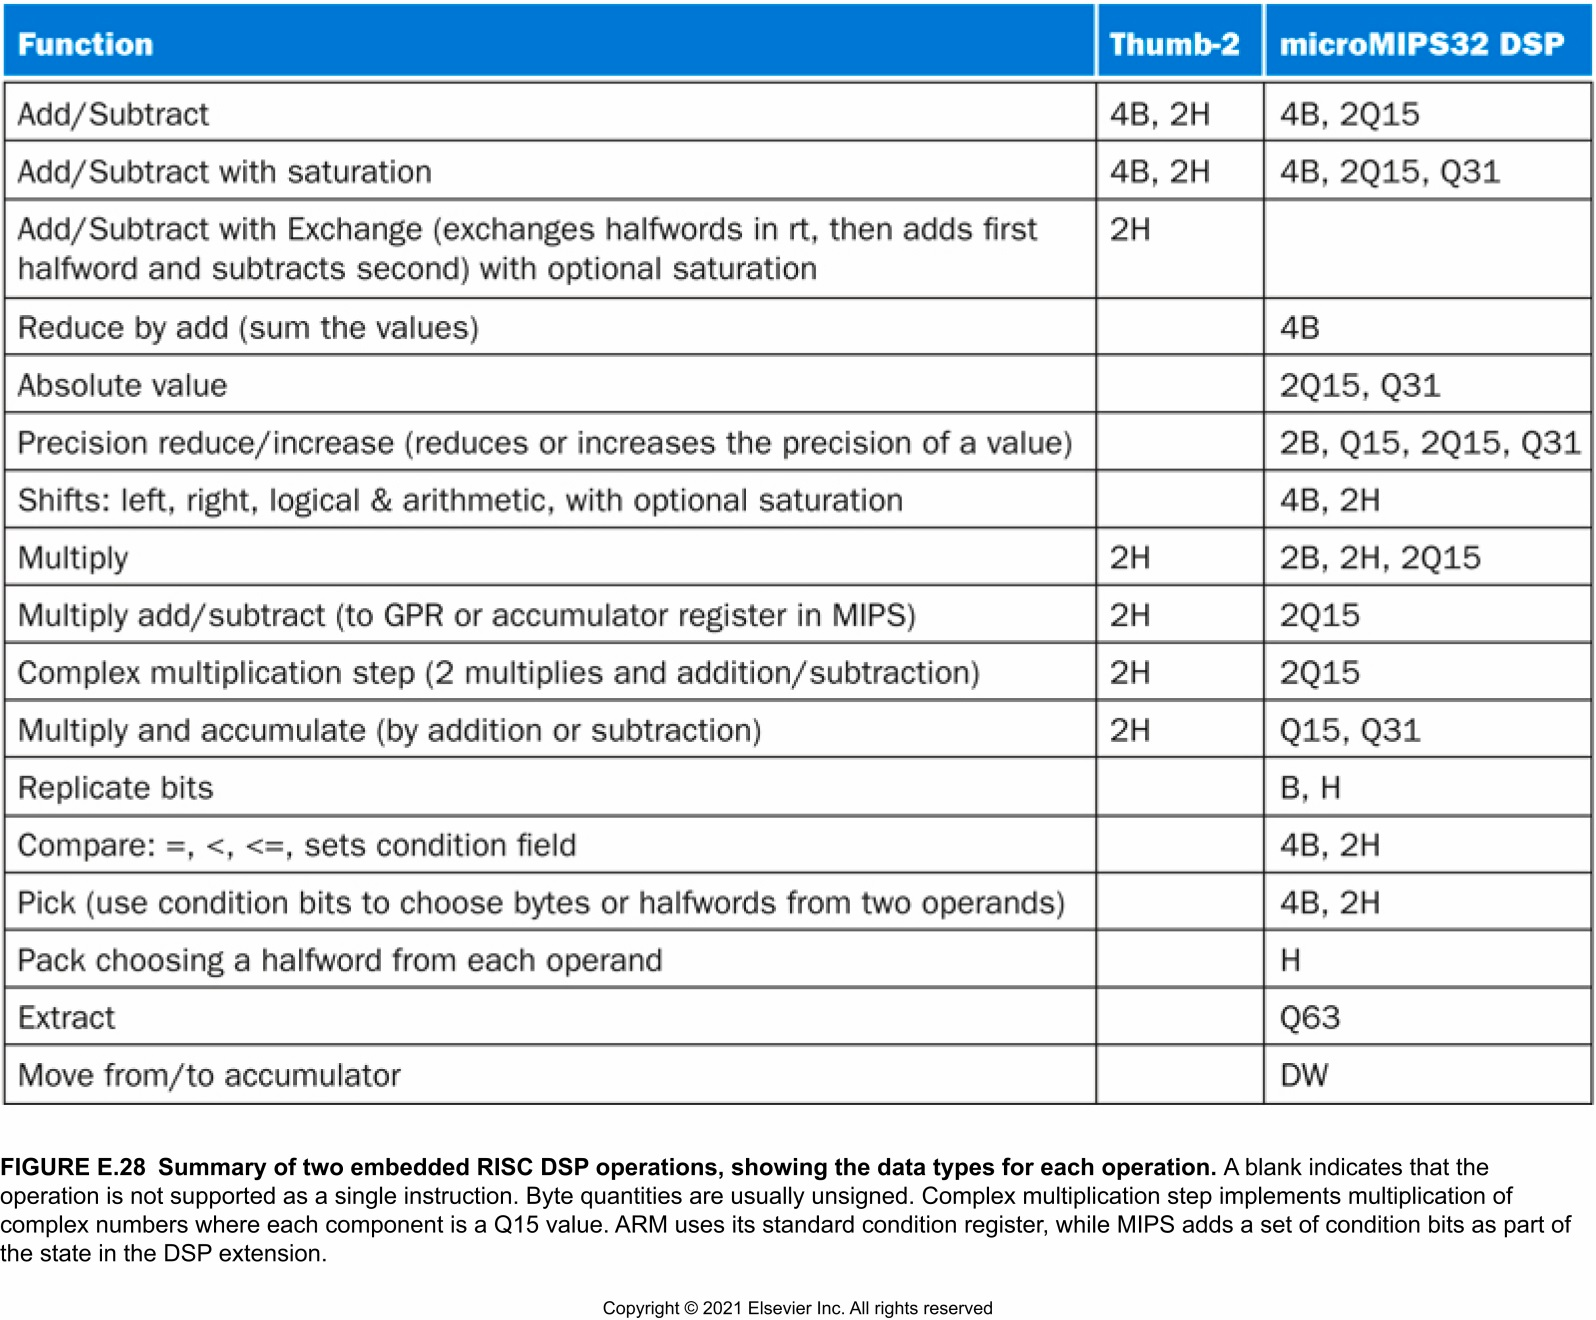 Function Thumb-2 microMIPS32 DSP
Add/Subtract 4B, 2H 4B, 2Q15
Add/Subtract with saturation 4B, 2H 4B, 2Q15, Q31
Add/Subtract with Exchange (exchanges halfwords in rt, then adds first 2H
halfword and subtracts second) with optional saturation
Reduce by add (sum the values) 4B
Absolute value 2Q15, Q31
Precision reduce/increase (reduces or increases the precision of a value) 2B, Q15, 2Q15, Q31
Shifts: left, right, logical & arithmetic, with optional saturation 4B, 2H
Multiply 2H 2B, 2H, 2Q15
Multiply add/subtract (to GPR or accumulator register in MIPS) 2H 2Q15
Complex multiplication step (2 multiplies and addition/subtraction) 2H 2Q15
Multiply and accumulate (by addition or subtraction) 2H Q15, Q31
Replicate bits B, H
Compare: =, <, <=, sets condition field 4B, 2H
Pick (use condition bits to choose bytes or halfwords from two operands) 4B, 2H
Pack choosing a halfword from each operand H
Extract Q63
Move from/to accumulator DW
FIGURE E.28 Summary of two embedded RISC DSP operations, showing the data types for each operation. A blank indicates that the
operation is not supported as a single instruction. Byte quantities are usually unsigned. Complex multiplication step implements multiplication of
complex numbers where each component is a Q15 value. ARM uses its standard condition register, while MIPS adds a set of condition bits as part of
the state in the DSP extension.
Copyright © 2021 Elsevier Inc. All rights reserved